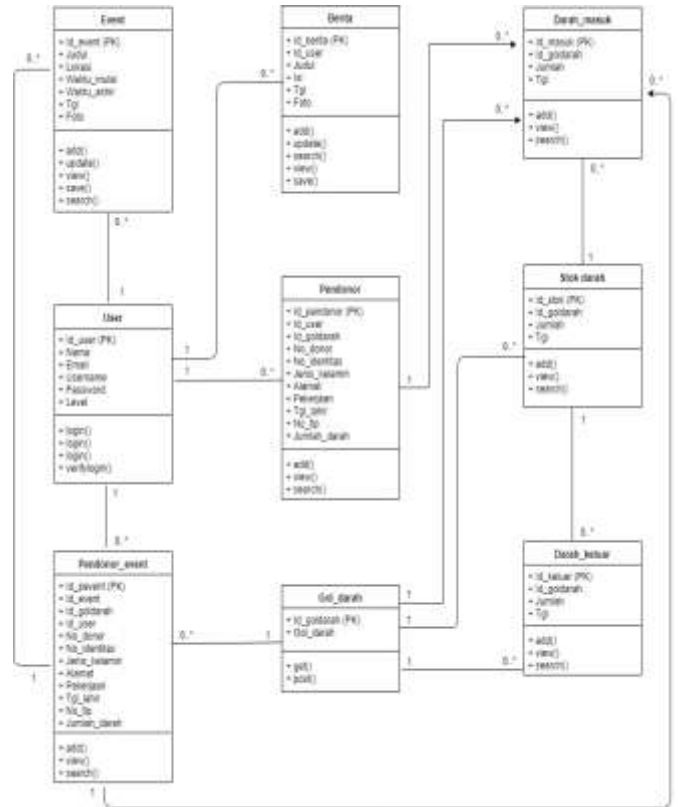 Event
+ Id_event (PK)
+ Judul
+ Lokasi
+ Waktu_mulai
+ Waktu_akhir
+ Tgl
+ Foto
+ add()
+ update()
+ view()
+ save()
+ search()
Berita
+ Id_berita (PK)
+ Id_user
+ Judul
+ Isi
+ Tgl
+ Foto
+ add()
+ update()
+ search()
+ view()
+ save()
Darah_masuk
+ Id_masuk (PK)
+ Id_goldarah
+ Jumlah
+ Tgl
+ add()
+ view()
+ search()
0..*
0..*
0..*
0..*
0..*
0..*
0..*
1
1
User
+ Id_user (PK)
+ Name
+ Email
+ Username
+ Password
+ Level
+ login()
+ login()
+ login()
+ verifylogin()
1
1
0..*
Pendonor
+ Id_pendonor (PK)
+ Id_user
+ Id_goldarah
+ No_donor
+ No_identitas
+ Jenis_kelamin
+ Alamat
+ Pekerjaan
+ Tgl_lahir
+ No_tlp
+ Jumlah_darah
+ add()
+ view()
+ search()
1
Stok darah
+ Id_stok (PK)
+ Id_goldarah
+ Jumlah
+ Tgl
+ add()
+ view()
+ search()
0..*
1
1
0..*
0..*
Pendonor_event
+ Id_pevent (PK)
+ Id_event
+ Id_goldarah
+ Id_user
+ No_donor
+ No_identitas
+ Jenis_kelamin
+ Alamat
+ Pekerjaan
+ Tgl_lahir
+ No_tlp
+ Jumlah_darah
+ add()
+ view()
+ search()
0..*
1
Gol_darah
+ Id_goldarah (PK)
+ Gol_darah
+ get()
+ post()
1
1
1
0..*
Darah_keluar
+ Id_keluar (PK)
+ Id_goldarah
+ Jumlah
+ Tgl
+ add()
+ view()
+ search()
1
1